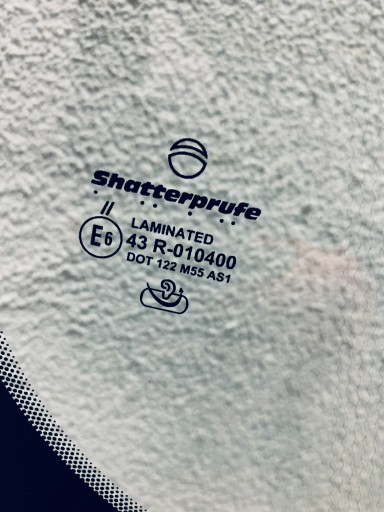 Shatterprufe
II
LAMINATED
E6 43 R-010400
DOT 122 M55 AS1